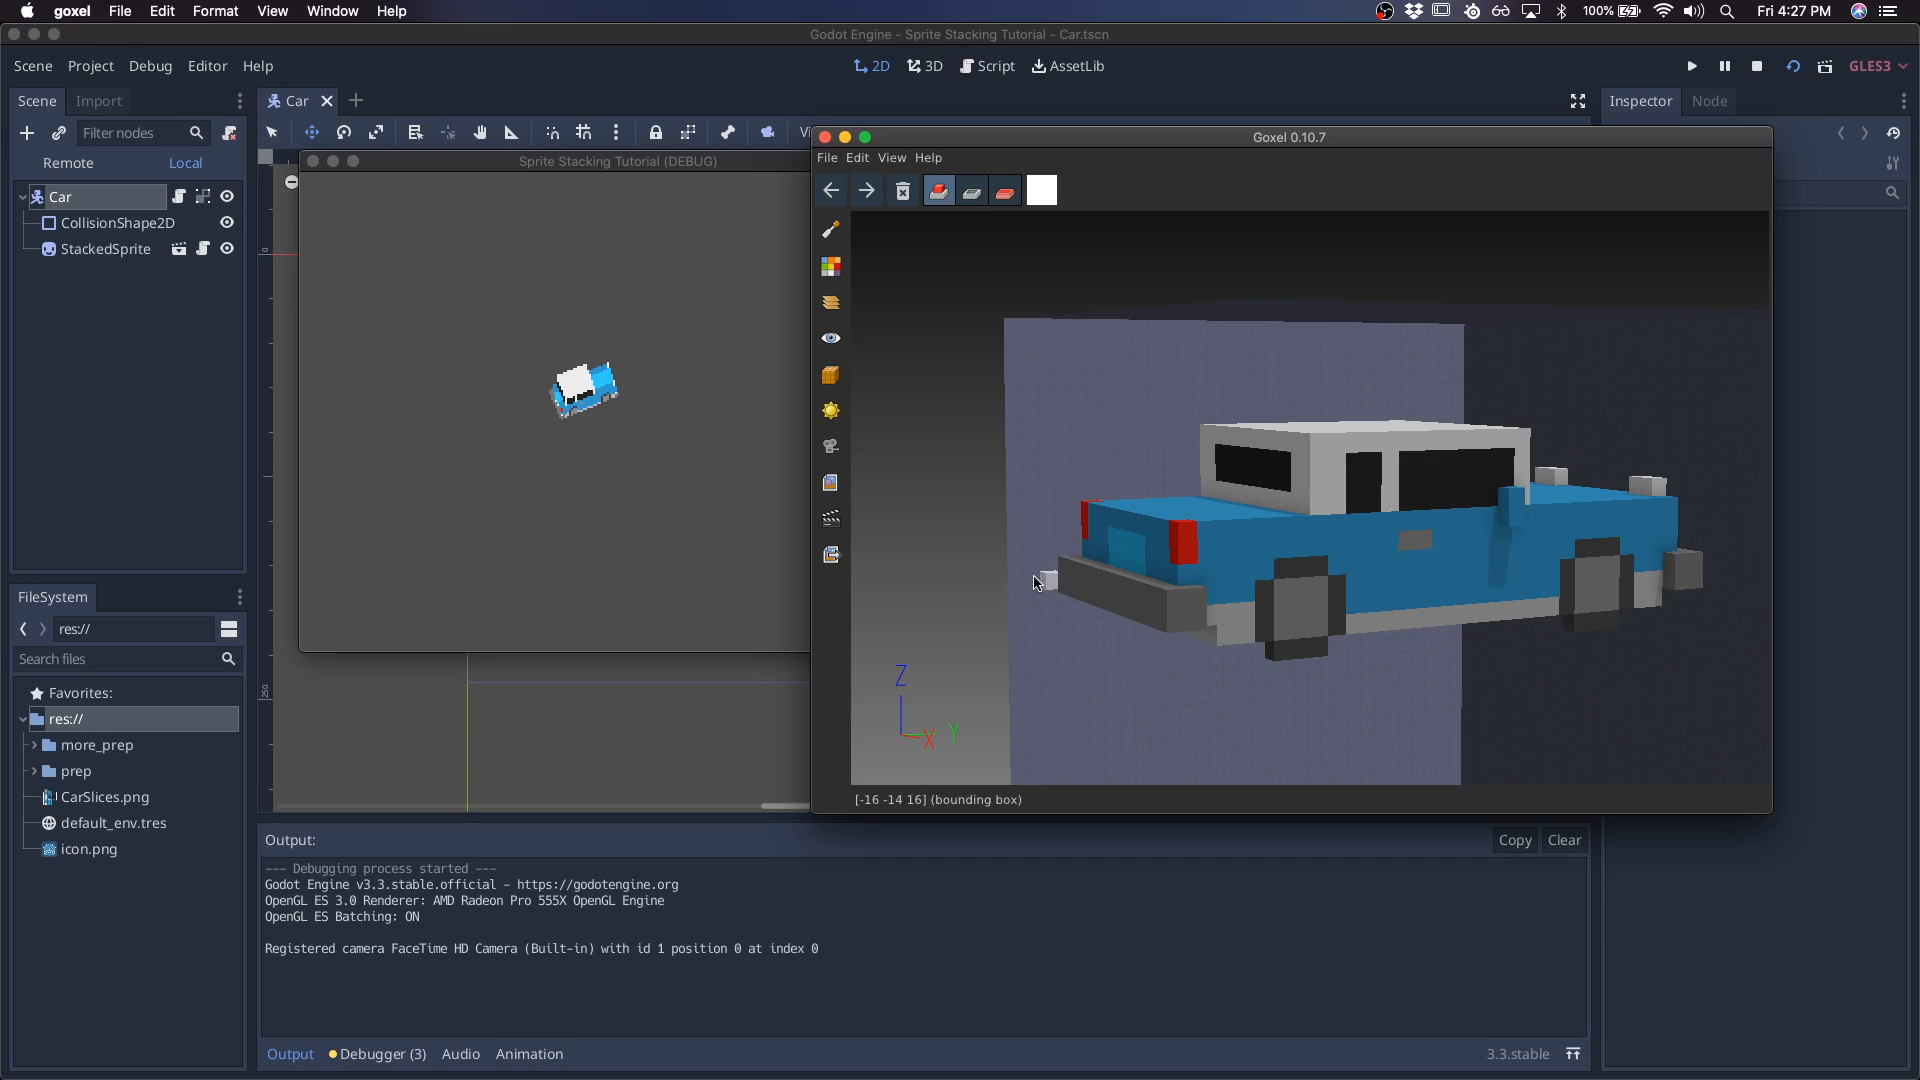 goxel File Edit Format View Window Help 100% Fri 4:27 PM
Godot Engine - Sprite Stacking Tutorial - Car.tscn
Scene Project Debug Editor Help 2D 3D Script AssetLib GLES3
Scene Import Car Inspector Node
Filter nodes
Remote Local
Car
CollisionShape2D
StackedSprite
Sprite Stacking Tutorial (DEBUG)
0
250
Goxel 0.10.7
File Edit View Help
Z
X Y
[-16 -14 16] (bounding box)
FileSystem
res://
Search files
Favorites:
res://
more_prep
prep
CarSlices.png
default_env.tres
icon.png
Output: Copy Clear
--- Debugging process started ---
Godot Engine v3.3.stable.official - https://godotengine.org
OpenGL ES 3.0 Renderer: AMD Radeon Pro 555X OpenGL Engine
OpenGL ES Batching: ON
Registered camera FaceTime HD Camera (Built-in) with id 1 position 0 at index 0
Output Debugger (3) Audio Animation 3.3.stable